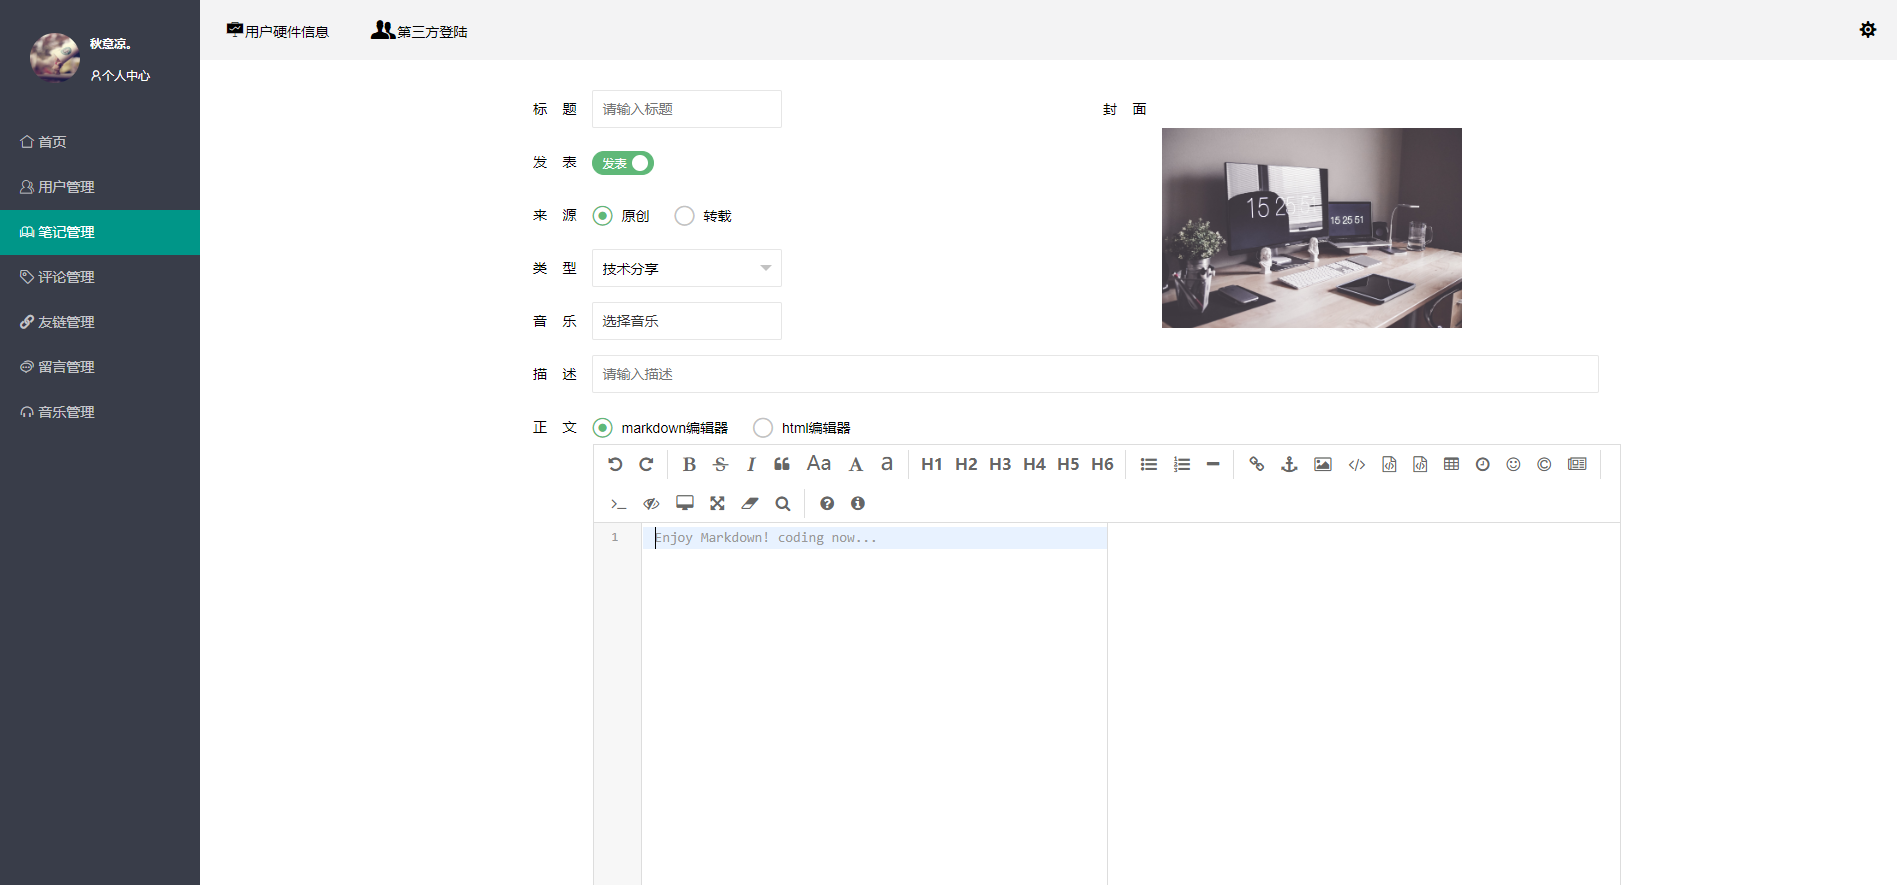 秋意凉。
个人中心
首页
用户管理
笔记管理
评论管理
友链管理
留言管理
音乐管理
用户硬件信息 第三方登陆
标 题 请输入标题
封 面
15 25 51
15 25 51
发 表 发表
来 源 原创 转载
类 型 技术分享
音 乐 选择音乐
描 述 请输入描述
正 文 markdown编辑器 html编辑器
B S I Aa A a H1 H2 H3 H4 H5 H6
1 Enjoy Markdown! coding now...